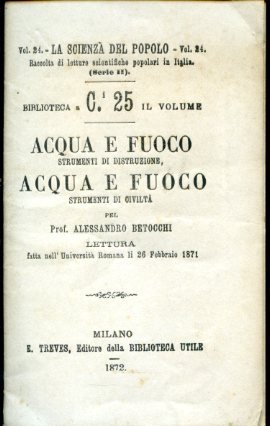 Vol. 24. - LA SCIENZA DEL POPOLO - Vol. 24.
Raccolta di letture scientifiche popolari in Italia.
(Serie II).
BIBLIOTECA a C.i 25 IL VOLUME
ACQUA E FUOCO
STRUMENTI DI DISTRUZIONE,
ACQUA E FUOCO
STRUMENTI DI CIVILTÀ
PEL
Prof. ALESSANDRO BETOCCHI
LETTURA
fatta nell'Università Romana li 26 Febbraio 1871
MILANO
E. TREVES, Editore della BIBLIOTECA UTILE
1872.